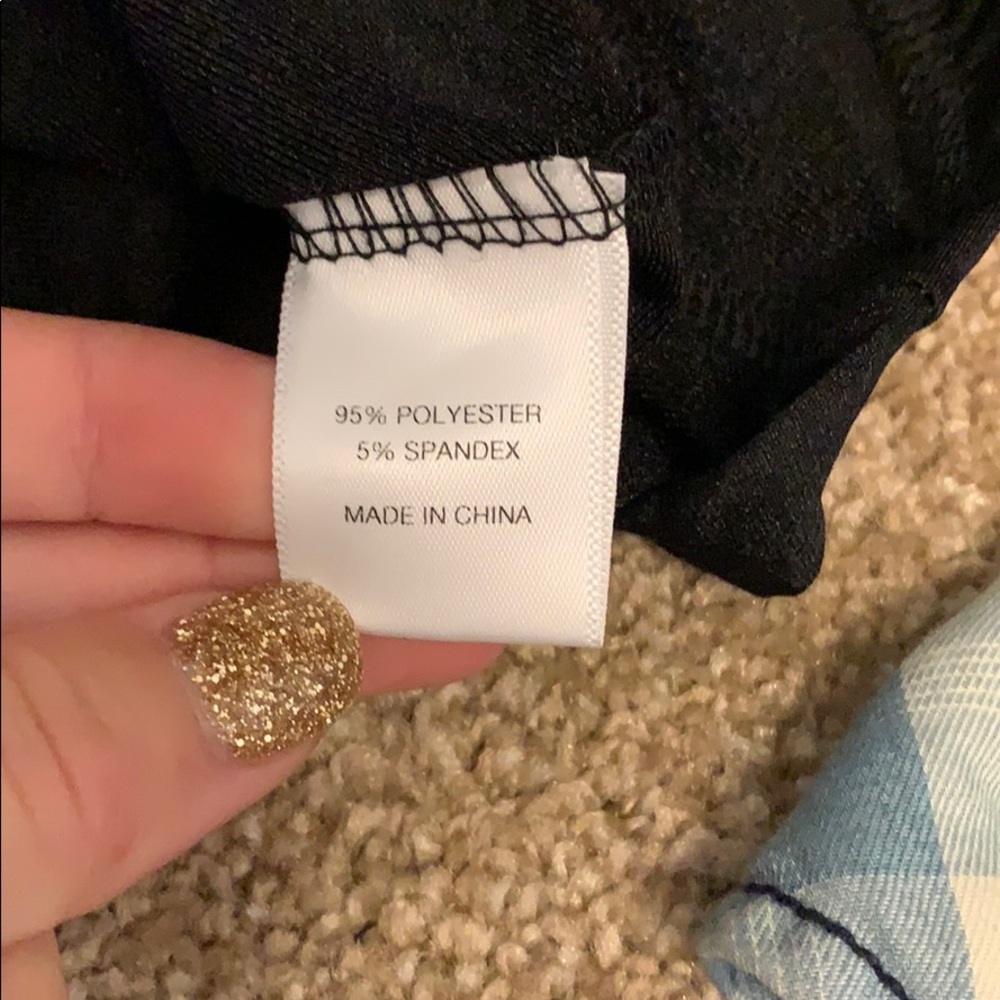 95% POLYESTER
5% SPANDEX
MADE IN CHINA